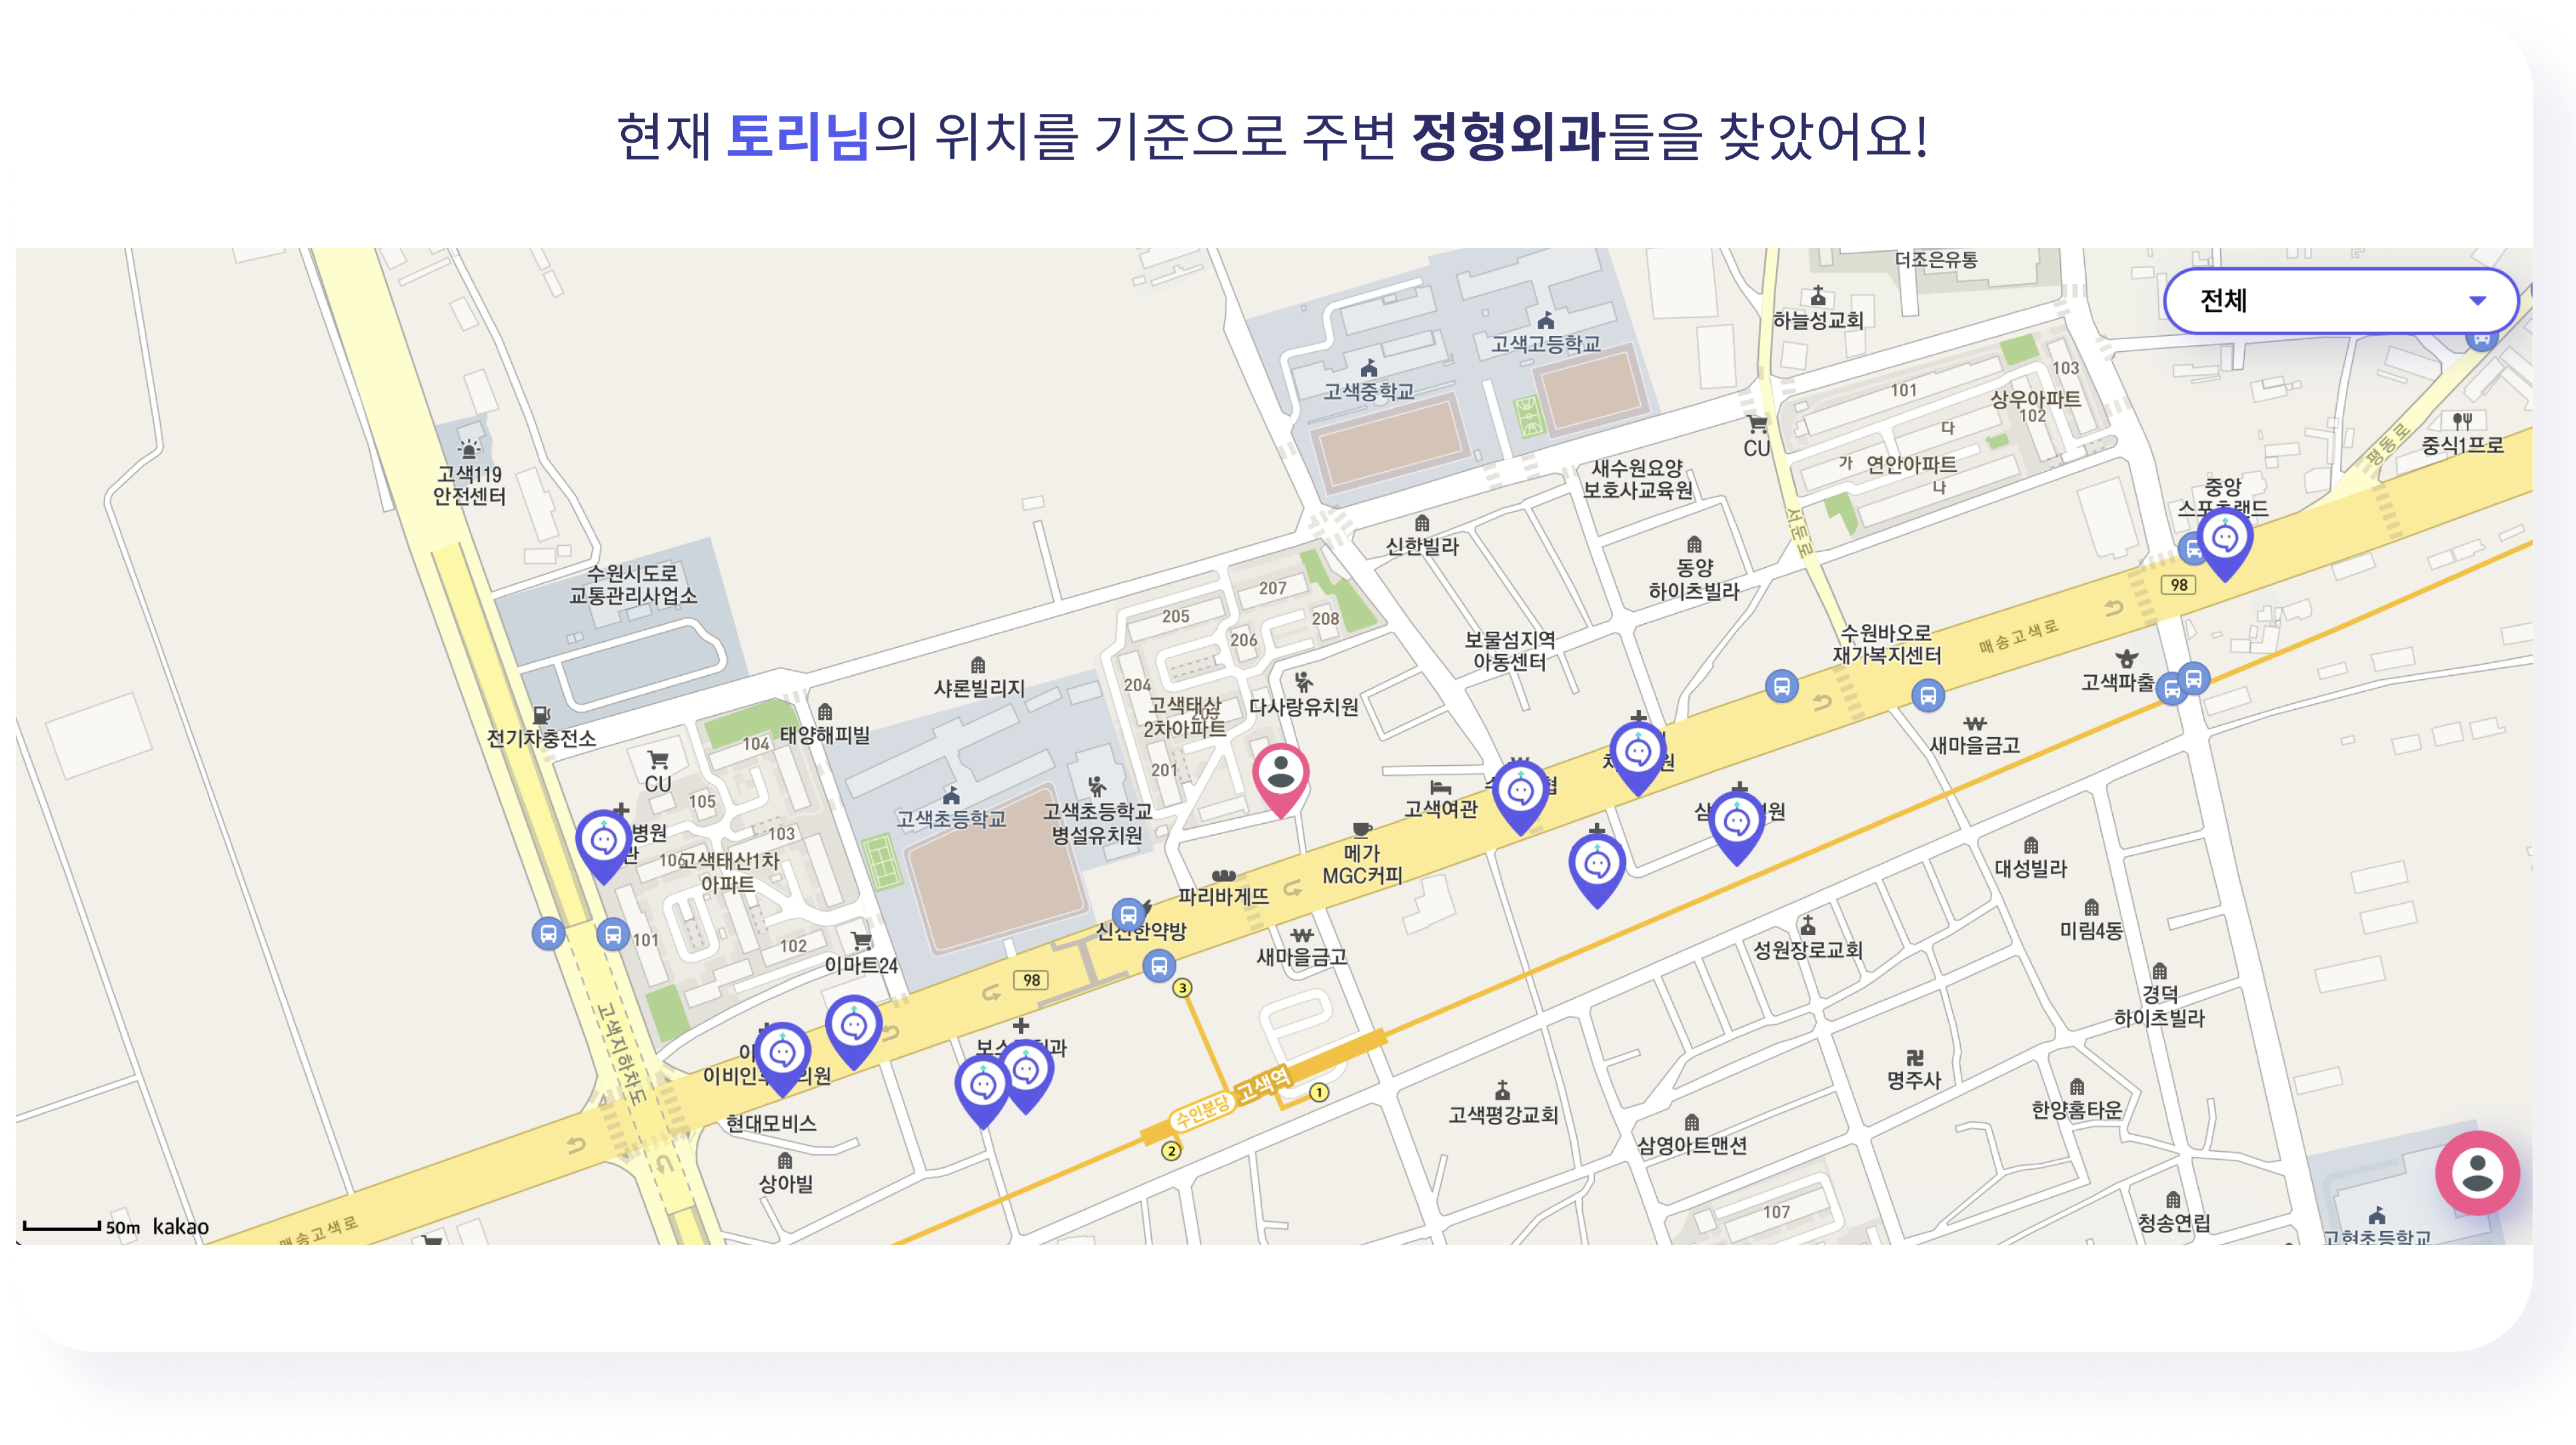 현재 토리님의 위치를 기준으로 주변 정형외과들을 찾았어요!
더조은유통
전체
하늘성교회
고색고등학교
고색중학교
103
101
상우아파트
102
다
CU
중식1프로
평동로
가
연안아파트
나
새수원요양
보호사교육원
고색119
안전센터
중앙
서둔로
신한빌라
동양
하이츠빌라
수원시도로
교통관리사업소
98
207
205
208
206
보물섬지역
아동센터
수원바오로
재가복지센터
매송고색로
샤론빌리지
204
고색태산
2차아파트
다사랑유치원
고색파출
전기차충전소
104
태양해피빌
새마을금고
201
CU
105
고색초등학교
고색초등학교
병설유치원
고색여관
병원
103
106
고색태산1차
아파트
메가
MGC커피
대성빌라
파리바게뜨
101
102
신신한약방
새마을금고
성원장로교회
미림4동
이마트24
98
3
경덕
하이츠빌라
고색지하차도
수인분당
고색역
1
2
명주사
한양홈타운
고색평강교회
삼영아트맨션
현대모비스
상아빌
107
청송연립
고현초등학교
매송고색로
50m kakao